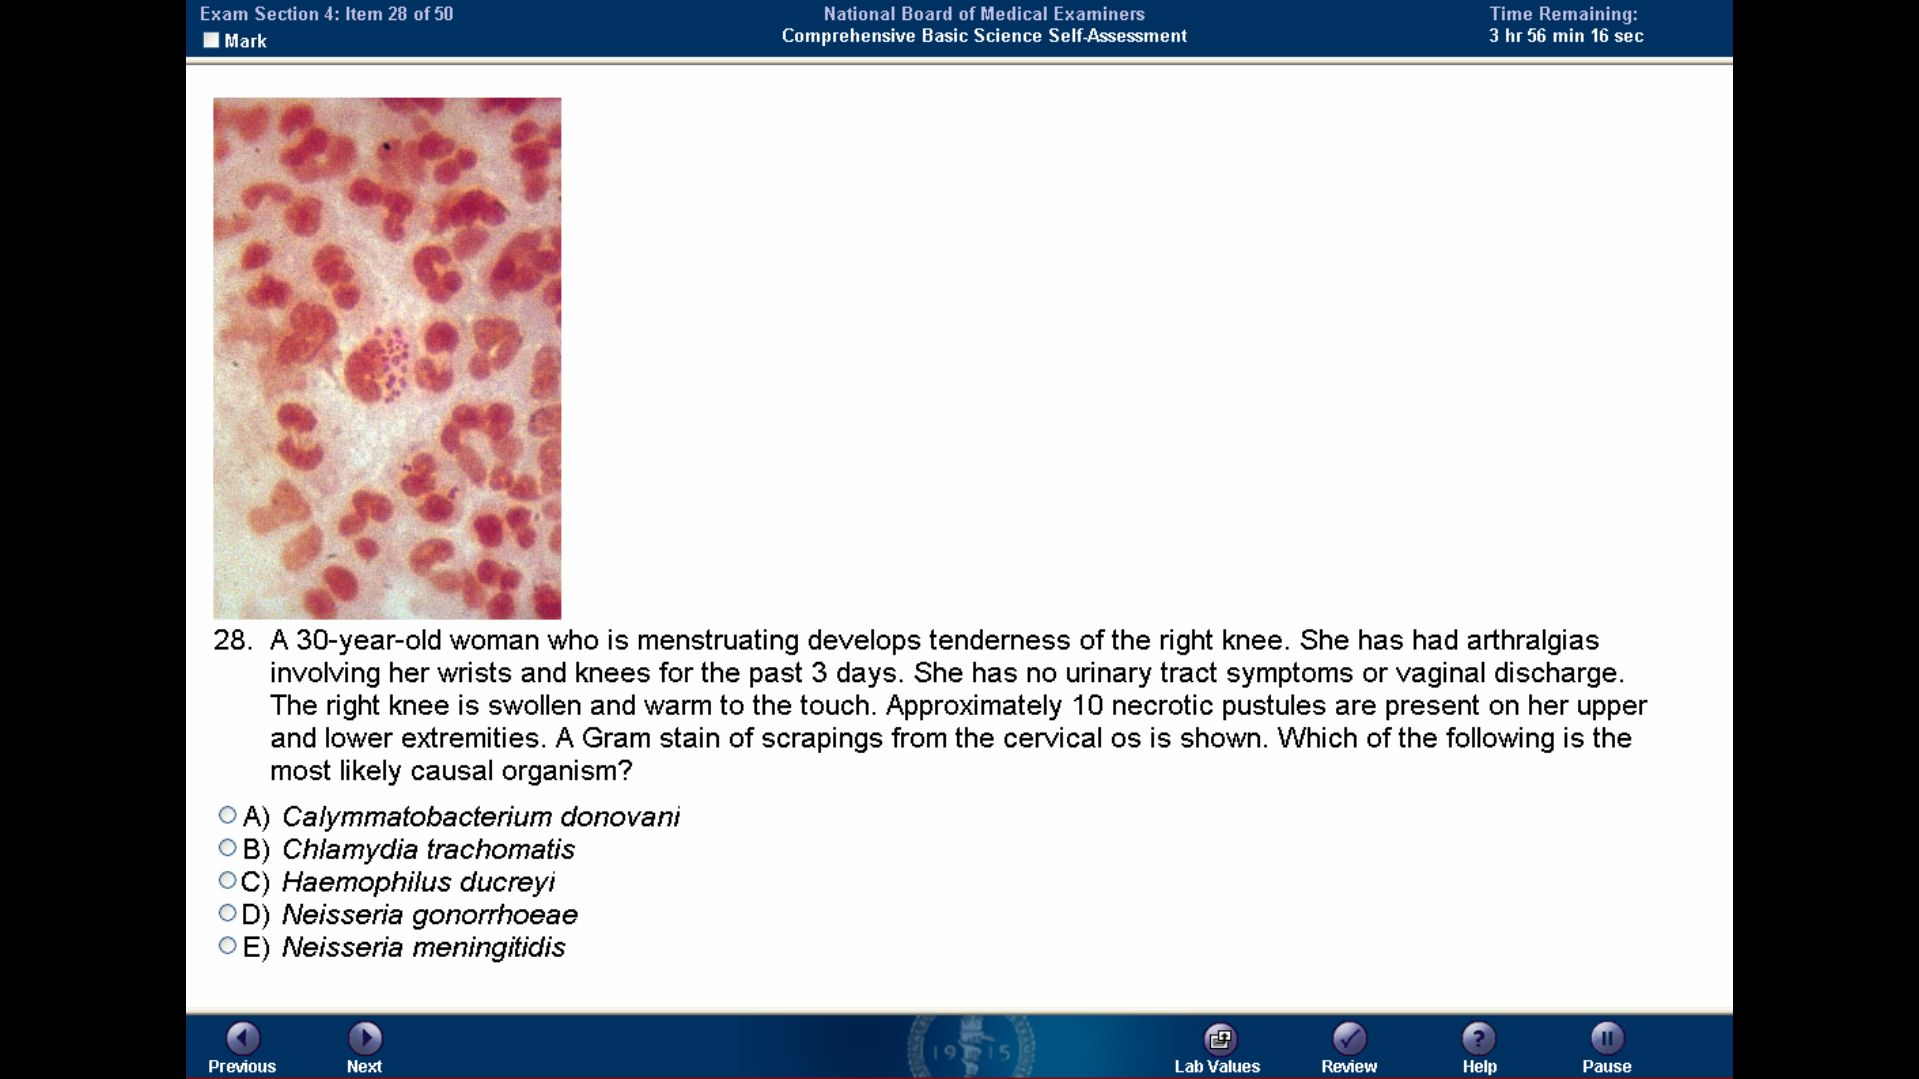 Exam Section 4: Item 28 of 50
Mark
National Board of Medical Examiners
Comprehensive Basic Science Self-Assessment
Time Remaining:
3 hr 56 min 16 sec
28. A 30-year-old woman who is menstruating develops tenderness of the right knee. She has had arthralgias
involving her wrists and knees for the past 3 days. She has no urinary tract symptoms or vaginal discharge.
The right knee is swollen and warm to the touch. Approximately 10 necrotic pustules are present on her upper
and lower extremities. A Gram stain of scrapings from the cervical os is shown. Which of the following is the
most likely causal organism?
A) Calymmatobacterium donovani
B) Chlamydia trachomatis
C) Haemophilus ducreyi
D) Neisseria gonorrhoeae
E) Neisseria meningitidis
Previous
Next
1915
Lab Values
Review
Help
Pause